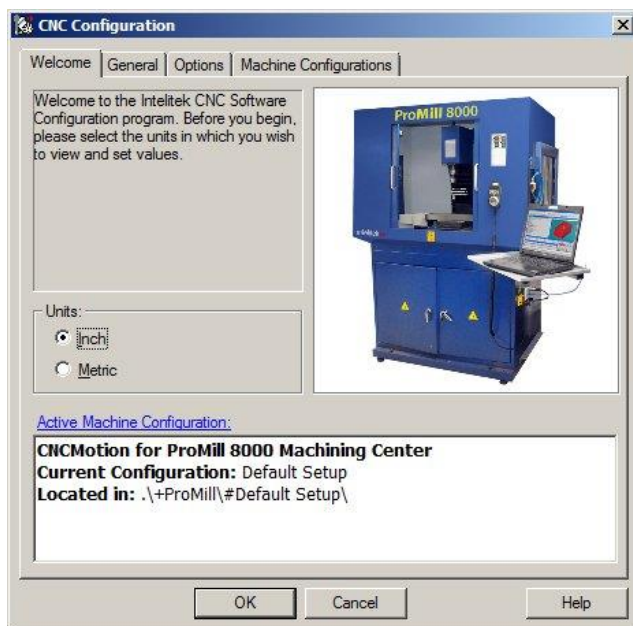 CNC Configuration
Welcome
General
Options
Machine Configurations
Welcome to the Intelitek CNC Software
Configuration program. Before you begin,
please select the units in which you wish
to view and set values.
ProMill 8000
intelitek
Units:
Inch
Metric
Active Machine Configuration:
CNCMotion for ProMill 8000 Machining Center
Current Configuration: Default Setup
Located in: .\+ProMill\#Default Setup\
OK
Cancel
Help